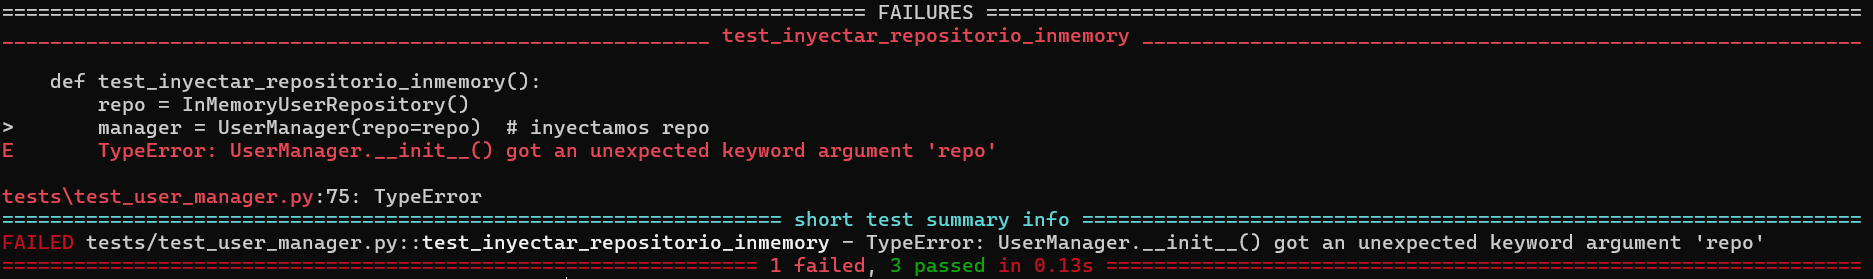 ======================================================================== FAILURES =========================================================================
___________________________________________________________ test_inyectar_repositorio_inmemory ____________________________________________________________
    def test_inyectar_repositorio_inmemory():
        repo = InMemoryUserRepository()
>       manager = UserManager(repo=repo)  # inyectamos repo
E       TypeError: UserManager.__init__() got an unexpected keyword argument 'repo'
tests\test_user_manager.py:75: TypeError
================================================================= short test summary info =================================================================
FAILED tests/test_user_manager.py::test_inyectar_repositorio_inmemory - TypeError: UserManager.__init__() got an unexpected keyword argument 'repo'
=============================================================== 1 failed, 3 passed in 0.13s ===============================================================